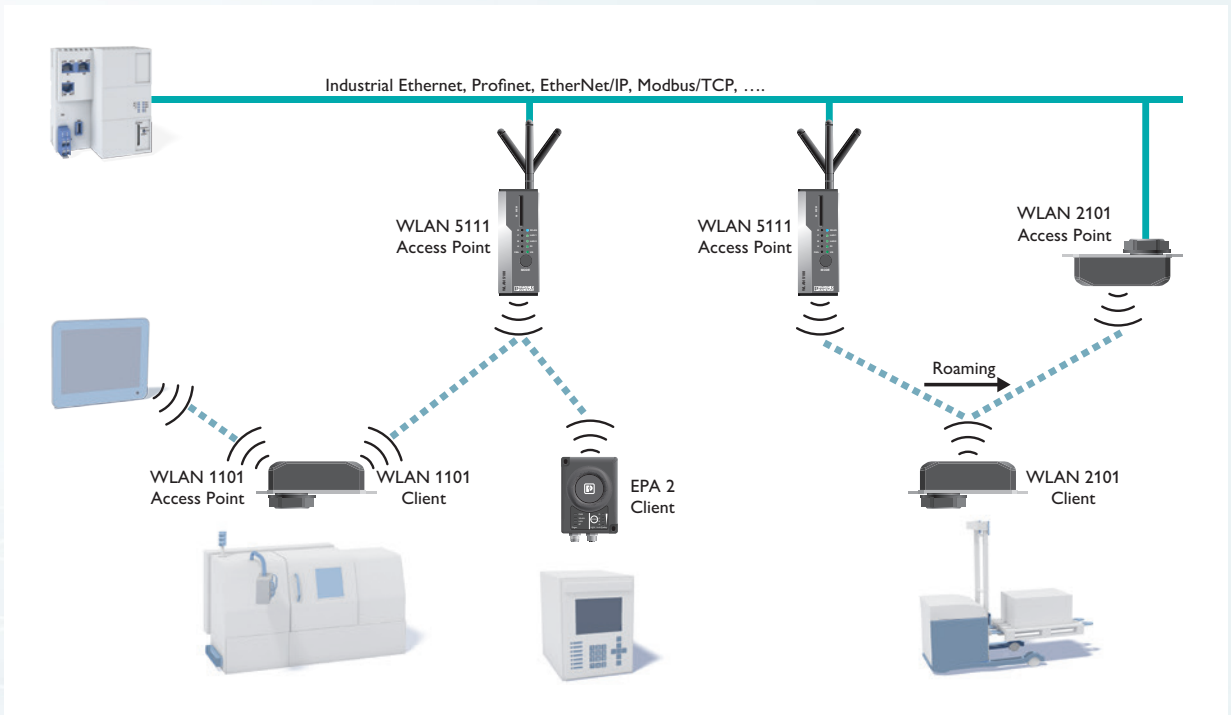 Industrial Ethernet, Profinet, EtherNet/IP, Modbus/TCP, ....
WLAN 5111
Access Point
WLAN 5111
Access Point
WLAN 2101
Access Point
Roaming
WLAN 1101
Access Point
WLAN 1101
Client
EPA 2
Client
WLAN 2101
Client